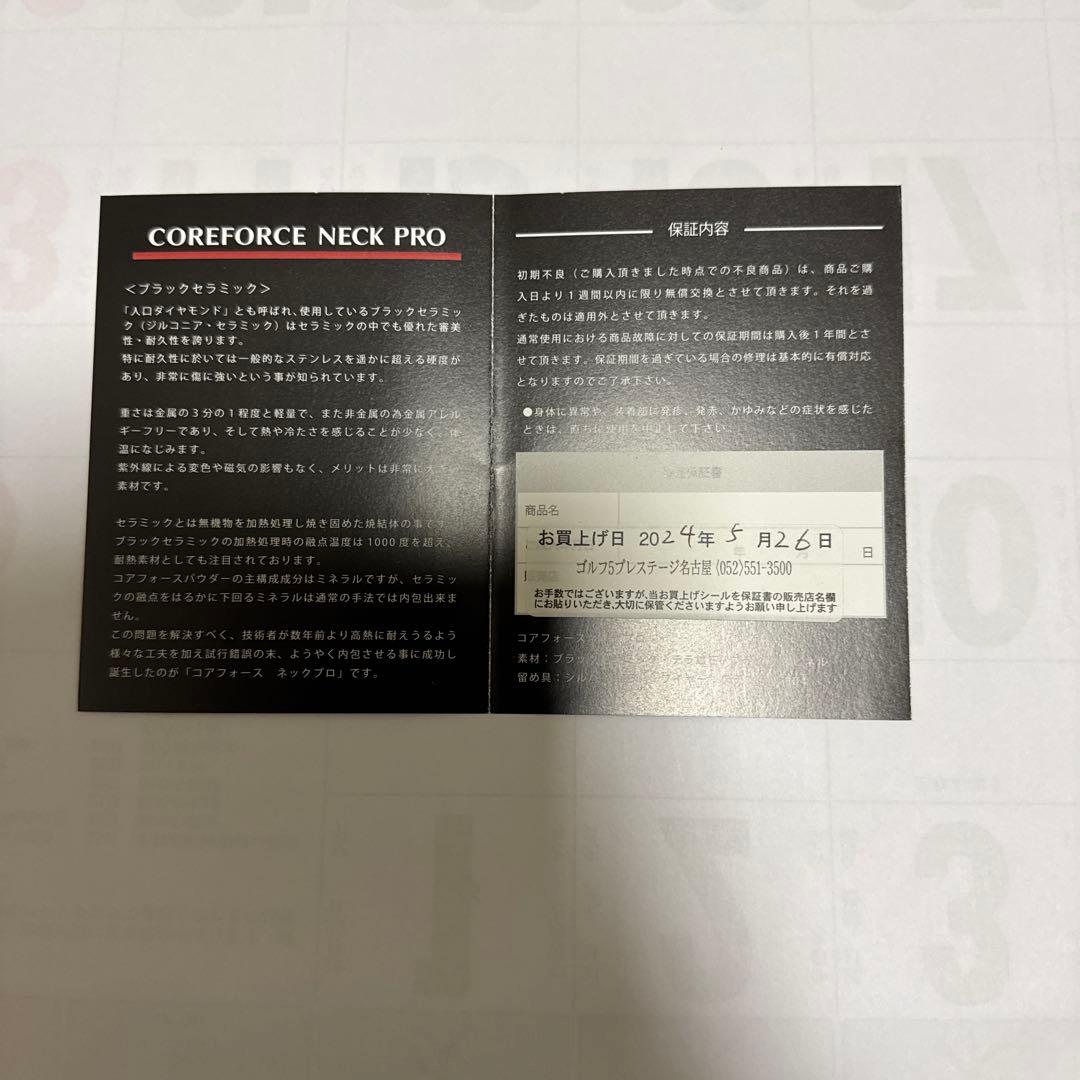 COREFORCE NECK PRO
＜ブラックセラミック＞
「人口ダイヤモンド」とも呼ばれ、使用しているブラックセラミッ
ク（ジルコニア・セラミック）はセラミックの中でも優れた審美
性・耐久性を誇ります。
特に耐久性に於いては一般的なステンレスを遥かに超える硬度が
あり、非常に傷に強いという事が知られています。
重さは金属の３分の１程度と軽量で、また非金属の為金属アレル
ギーフリーであり、そして熱や冷たさを感じることが少なく、体
温になじみます。
紫外線による変色や磁気の影響もなく、メリットは非常に大きい
素材です。
セラミックとは無機物を加熱処理し焼き固めた焼結体の事です。
ブラックセラミックの加熱処理時の融点温度は1000度を超え、
耐熱素材としても注目されております。
コアフォースパウダーの主構成成分はミネラルですが、セラミッ
クの融点をはるかに下回るミネラルは通常の手法では内包出来ま
せん。
この問題を解決すべく、技術者が数年前より高熱に耐えうるよう
様々な工夫を加え試行錯誤の末、ようやく内包させる事に成功し
誕生したのが「コアフォース　ネックプロ」です。
保証内容
初期不良（ご購入頂きました時点での不良商品）は、商品ご購
入日より１週間以内に限り無償交換とさせて頂きます。それを過
ぎたものは適用外とさせて頂きます。
通常使用における商品故障に対しての保証期間は購入後１年間とさ
せて頂きます。保証期間を過ぎている場合の修理は基本的に有償対応
となりますのでご了承下さい。
●身体に異常や、装着部に発疹、発赤、かゆみなどの症状を感じた
ときは、直ちに使用を中止して下さい。
保証書
商品名
お買上げ日 2024年 5 月 26日
年 月 日
ゴルフ5プレステージ名古屋〈052〉551-3500
お手数ではございますが、当お買上げシールを保証書の販売店名欄
にお貼りいただき、大切に保管くださいますようお願い申し上げます
コアフォース
素材：ブラック
留め具：シル